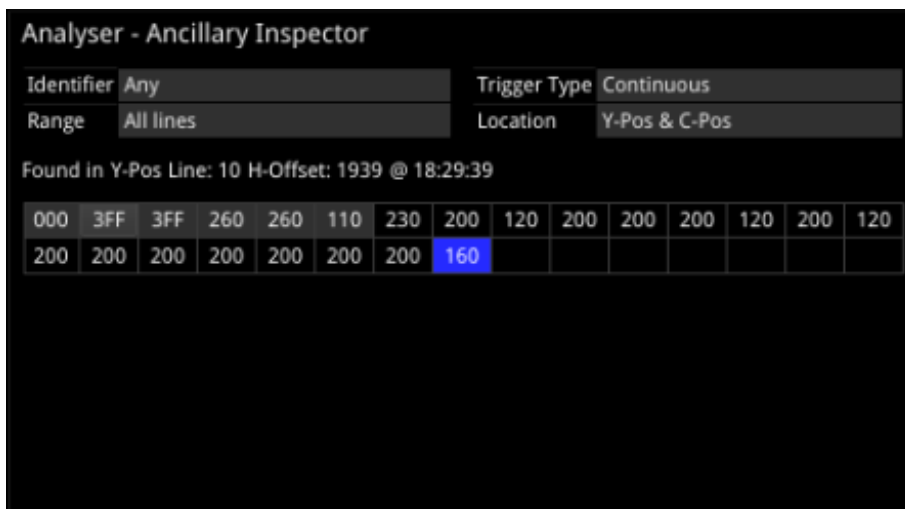 Analyser - Ancillary Inspector
Identifier Any Trigger Type Continuous
Range All lines Location Y-Pos & C-Pos
Found in Y-Pos Line: 10 H-Offset: 1939 @ 18:29:39
000 3FF 3FF 260 260 110 230 200 120 200 200 200 120 200 120
200 200 200 200 200 200 200 160